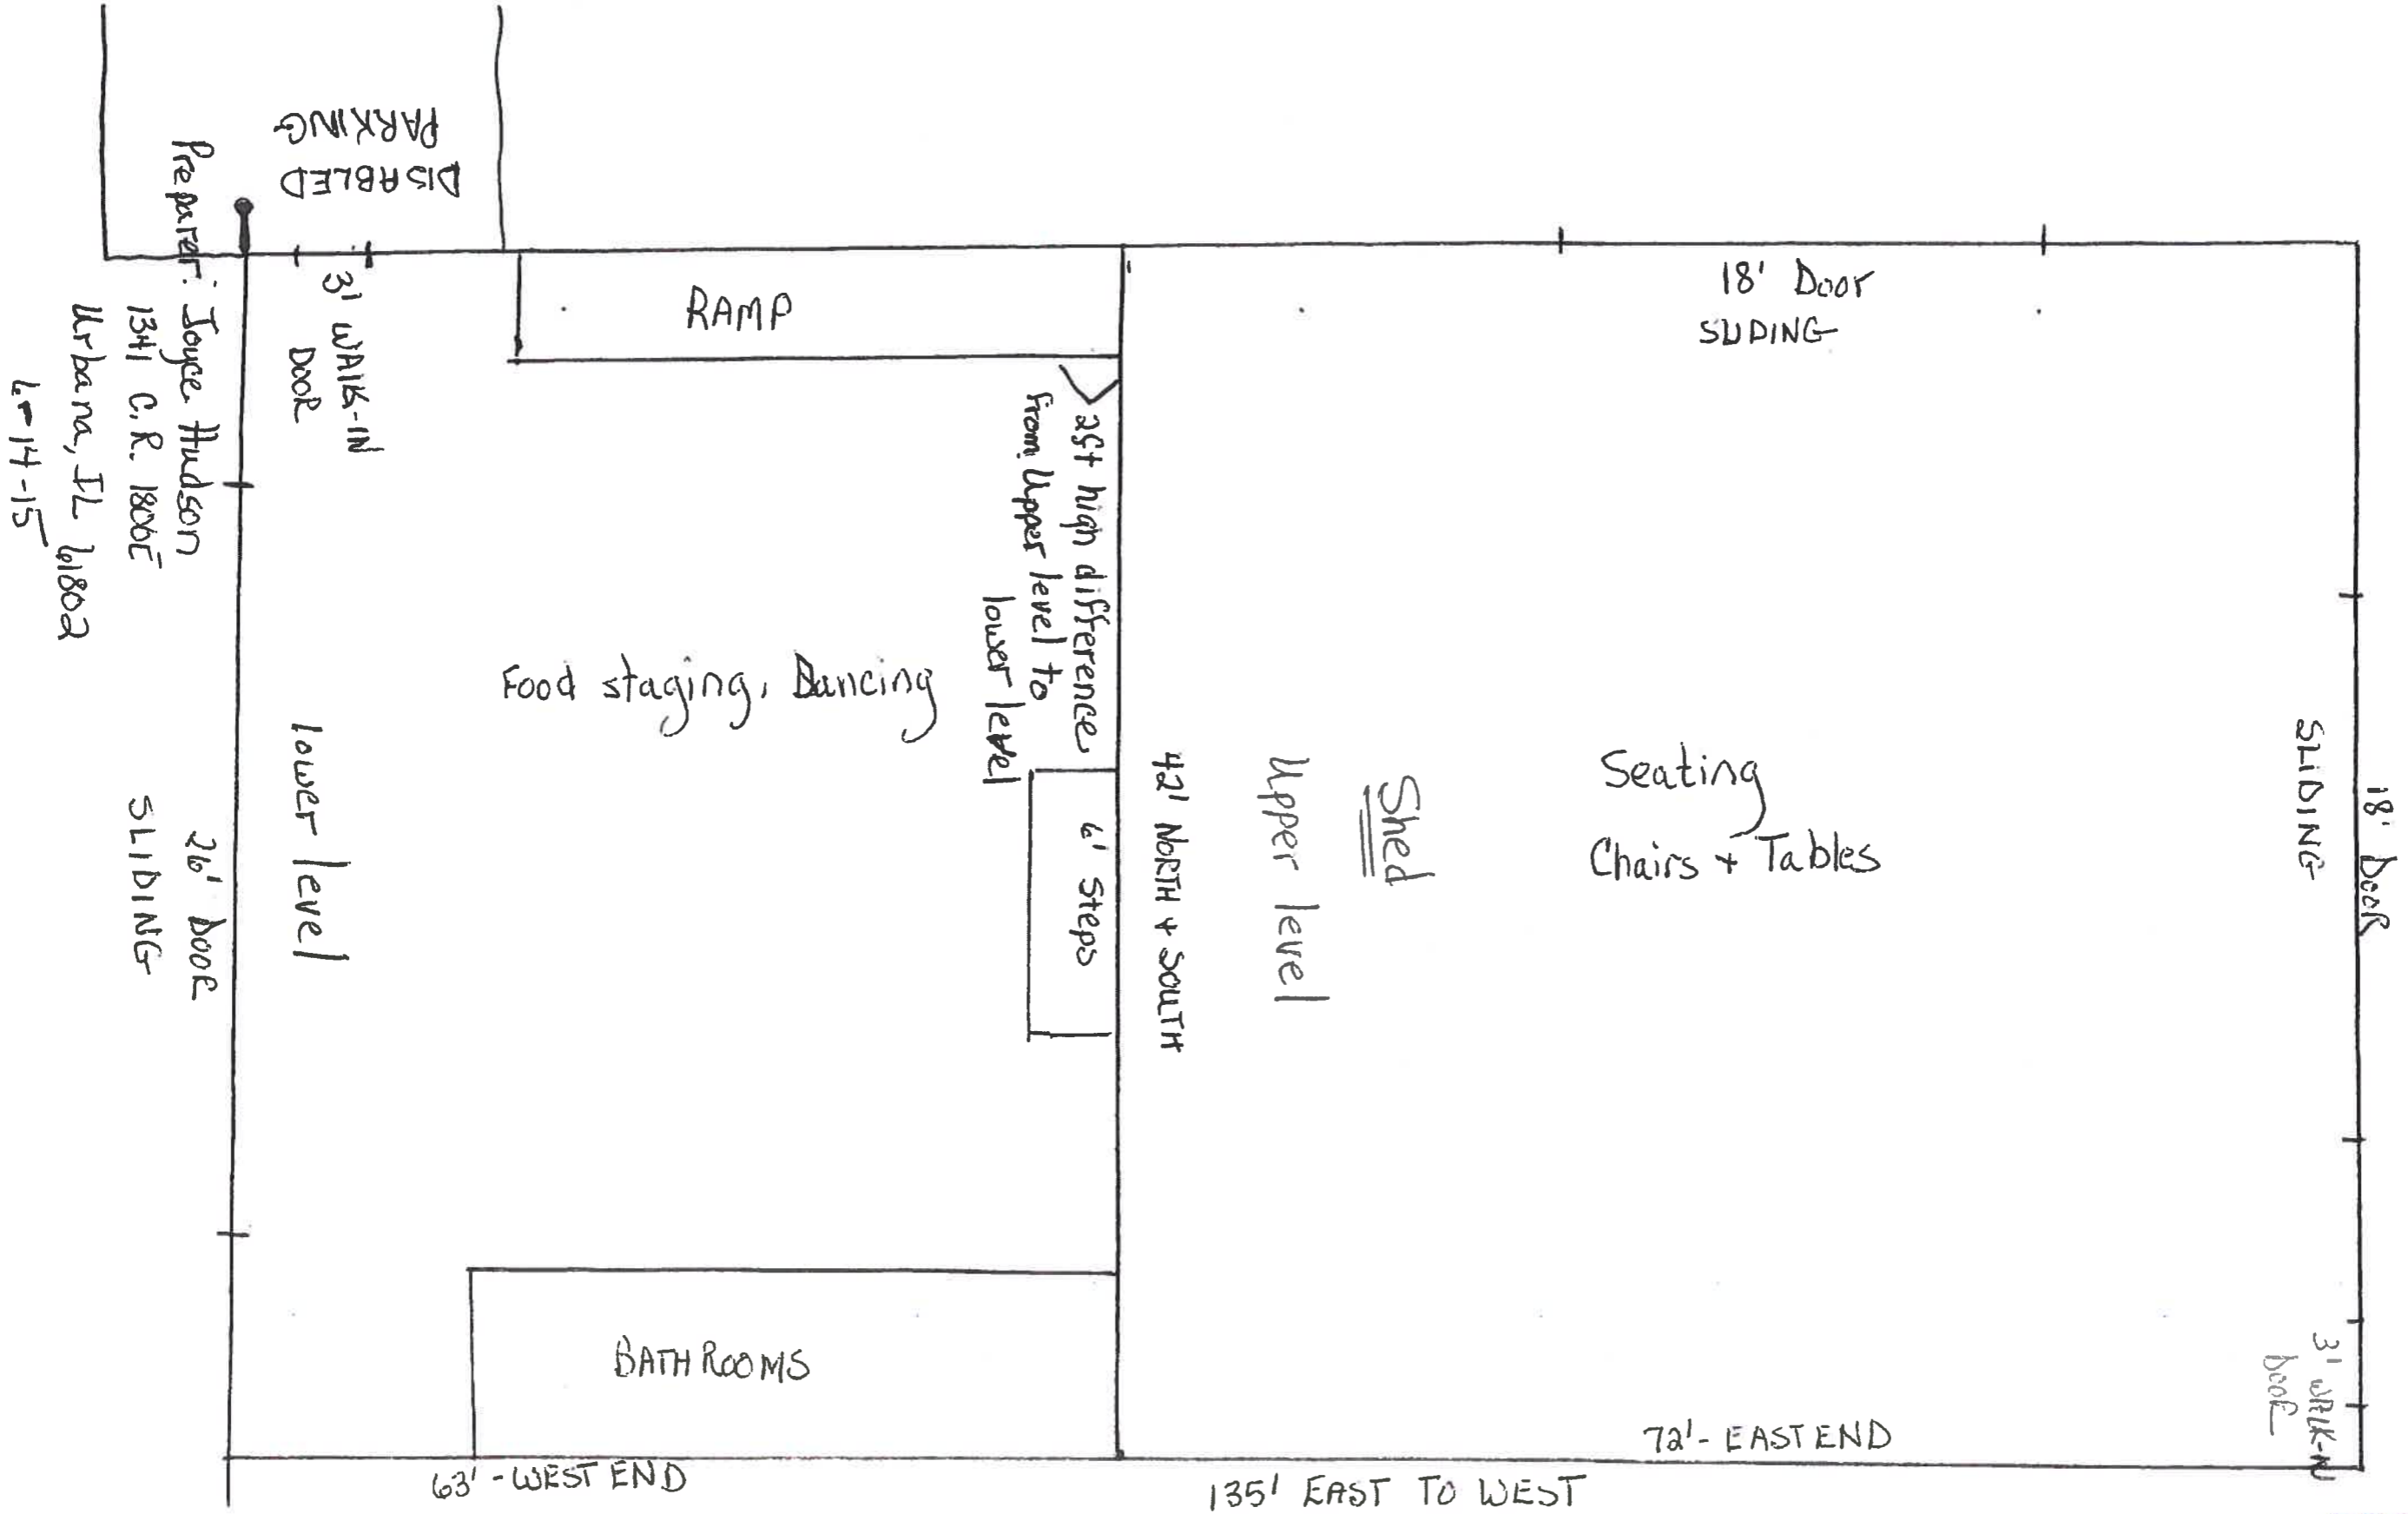 DISABLED
PARKING
Preparer: Joyce Hudson
1341 C.R. 1800E
Urbana, IL 61802
6-14-15
3' WALK-IN
DOOR
RAMP
18' Door
SLIDING
2ft high difference
from Upper level to
lower level
Food staging, Dancing
lower level
26' DOOR
SLIDING
6' Steps
42' NORTH + SOUTH
Upper level
Shed
Seating
Chairs + Tables
18' DOOR
SLIDING
BATHROOMS
3' WALK-IN
DOOR
72'- EAST END
63'- WEST END
135' EAST TO WEST